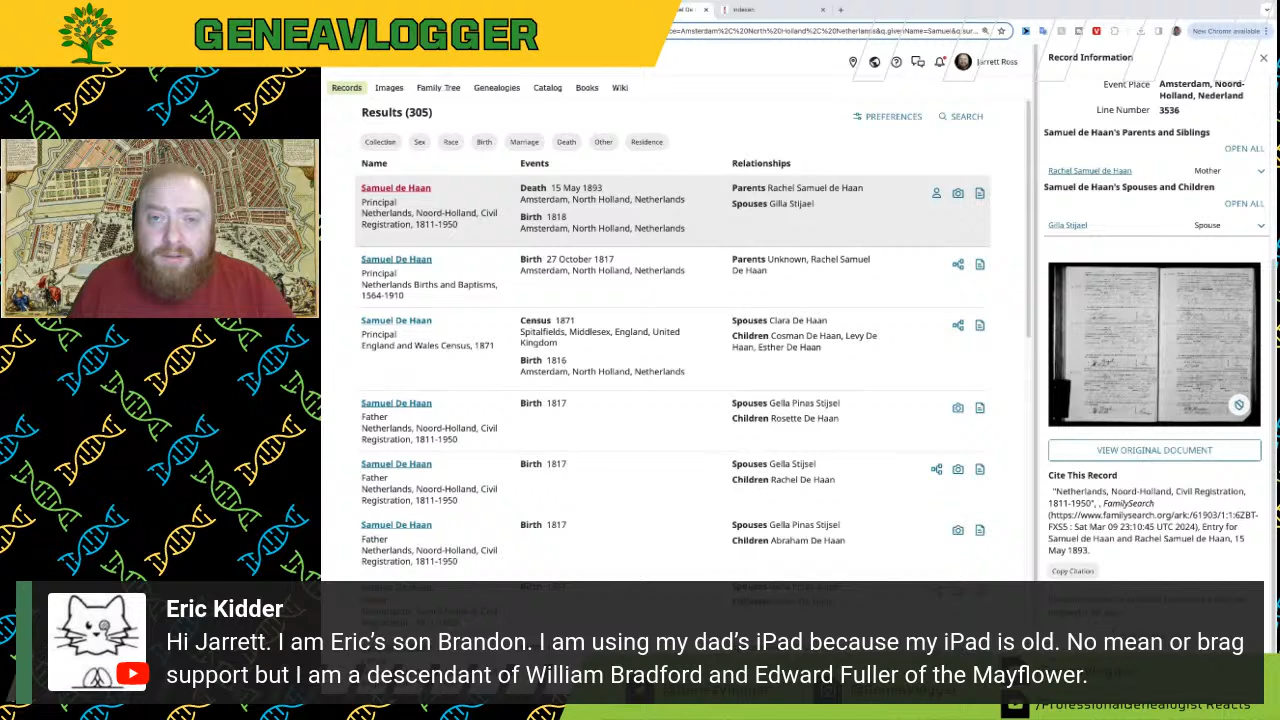 GENEAVLOGGER
New Chrome available
Jarrett Ross
Records Images Family Tree Genealogies Catalog Books Wiki
Results (305)
PREFERENCES SEARCH
Collection Sex Race Birth Marriage Death Other Residence
Name Events Relationships
Samuel de Haan
Principal
Netherlands, Noord-Holland, Civil
Registration, 1811-1950
Death 15 May 1893
Amsterdam, North Holland, Netherlands
Birth 1818
Amsterdam, North Holland, Netherlands
Parents Rachel Samuel de Haan
Spouses Gilla Stijael
Samuel De Haan
Principal
Netherlands Births and Baptisms,
1564-1910
Birth 27 October 1817
Amsterdam, North Holland, Netherlands
Parents Unknown, Rachel Samuel
De Haan
Samuel De Haan
Principal
England and Wales Census, 1871
Census 1871
Spitalfields, Middlesex, England, United
Kingdom
Birth 1816
Amsterdam, North Holland, Netherlands
Spouses Clara De Haan
Children Cosman De Haan, Levy De
Haan, Esther De Haan
Samuel De Haan
Father
Netherlands, Noord-Holland, Civil
Registration, 1811-1950
Birth 1817
Spouses Gella Pinas Stijsel
Children Rosette De Haan
Samuel De Haan
Father
Netherlands, Noord-Holland, Civil
Registration, 1811-1950
Birth 1817
Spouses Gella Stijsel
Children Rachel De Haan
Samuel De Haan
Father
Netherlands, Noord-Holland, Civil
Registration, 1811-1950
Birth 1817
Spouses Gella Pinas Stijsel
Children Abraham De Haan
Record Information
Event Place Amsterdam, Noord-
Holland, Nederland
Line Number 3536
Samuel de Haan's Parents and Siblings
OPEN ALL
Rachel Samuel de Haan Mother
Samuel de Haan's Spouses and Children
OPEN ALL
Gilla Stijael Spouse
VIEW ORIGINAL DOCUMENT
Cite This Record
"Netherlands, Noord-Holland, Civil Registration,
1811-1950", , FamilySearch
(https://www.familysearch.org/ark:/61903/1:1:6ZBT-
FXS5 : Sat Mar 09 23:10:45 UTC 2024), Entry for
Samuel de Haan and Rachel Samuel de Haan, 15
May 1893.
Copy Citation
Eric Kidder
Hi Jarrett. I am Eric's son Brandon. I am using my dad's iPad because my iPad is old. No mean or brag
support but I am a descendant of William Bradford and Edward Fuller of the Mayflower.
/ProfessionalGenealogist Reacts